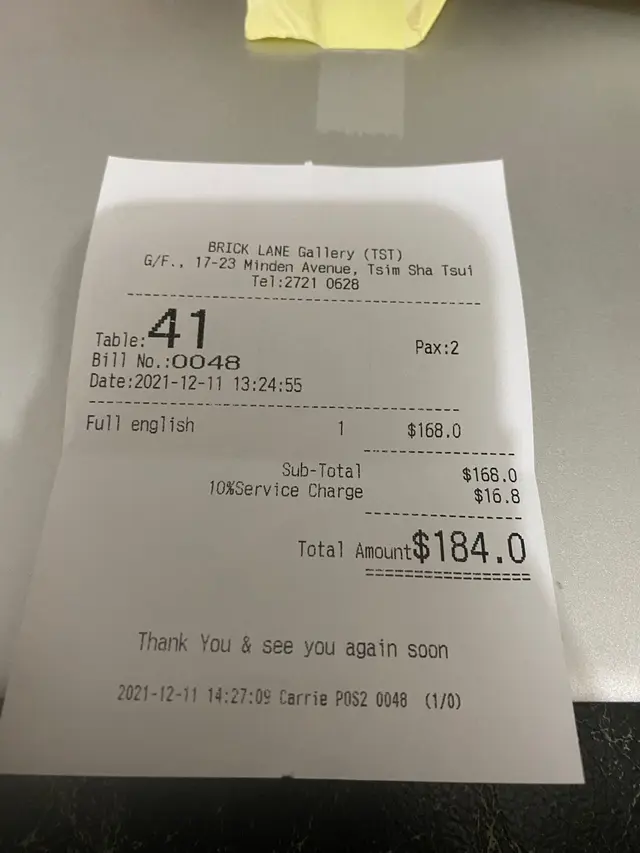 BRICK LANE Gallery (TST)
G/F., 17-23 Minden Avenue, Tsim Sha Tsui
Tel:2721 0628
Table:41 Pax:2
Bill No.:0048
Date:2021-12-11 13:24:55
Full english 1 $168.0
Sub-Total $168.0
10%Service Charge $16.8
Total Amount$184.0
Thank You & see you again soon
2021-12-11 14:27:09 Carrie POS2 0048 (1/0)